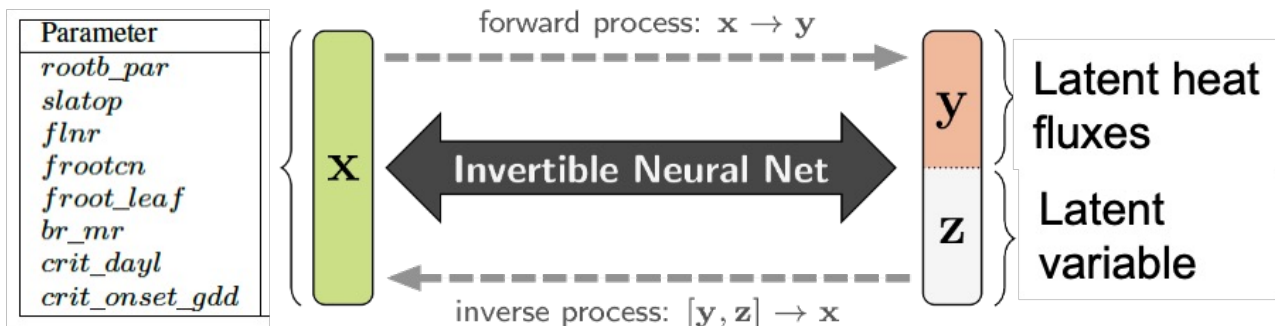 Parameter
rootb_par
slatop
flnr
frootcn
froot_leaf
br_mr
crit_dayl
crit_onset_gdd
x
forward process: x → y
Invertible Neural Net
inverse process: [y, z] → x
y
z
Latent heat
fluxes
Latent
variable